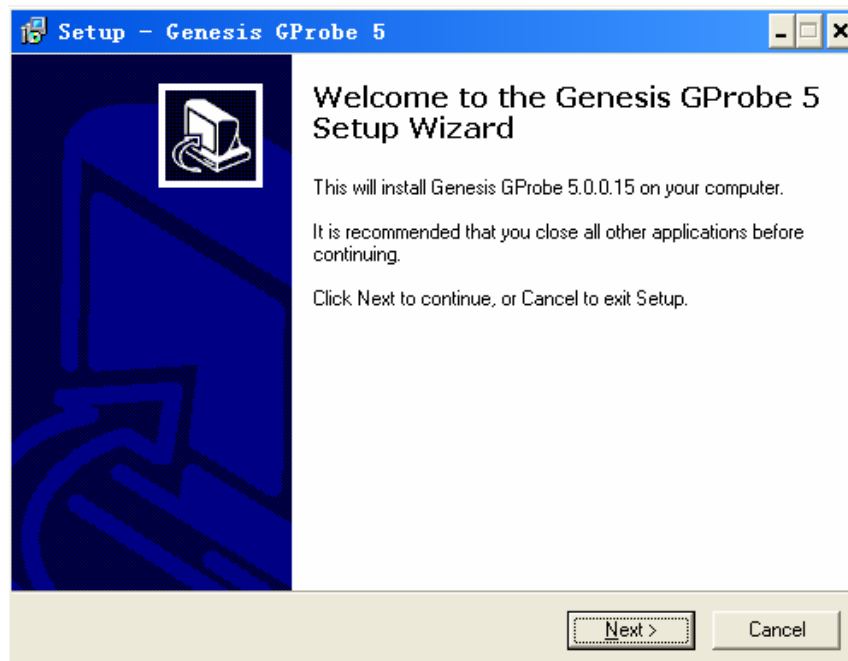 Setup - Genesis GProbe 5
Welcome to the Genesis GProbe 5
Setup Wizard
This will install Genesis GProbe 5.0.0.15 on your computer.
It is recommended that you close all other applications before
continuing.
Click Next to continue, or Cancel to exit Setup.
Next >
Cancel